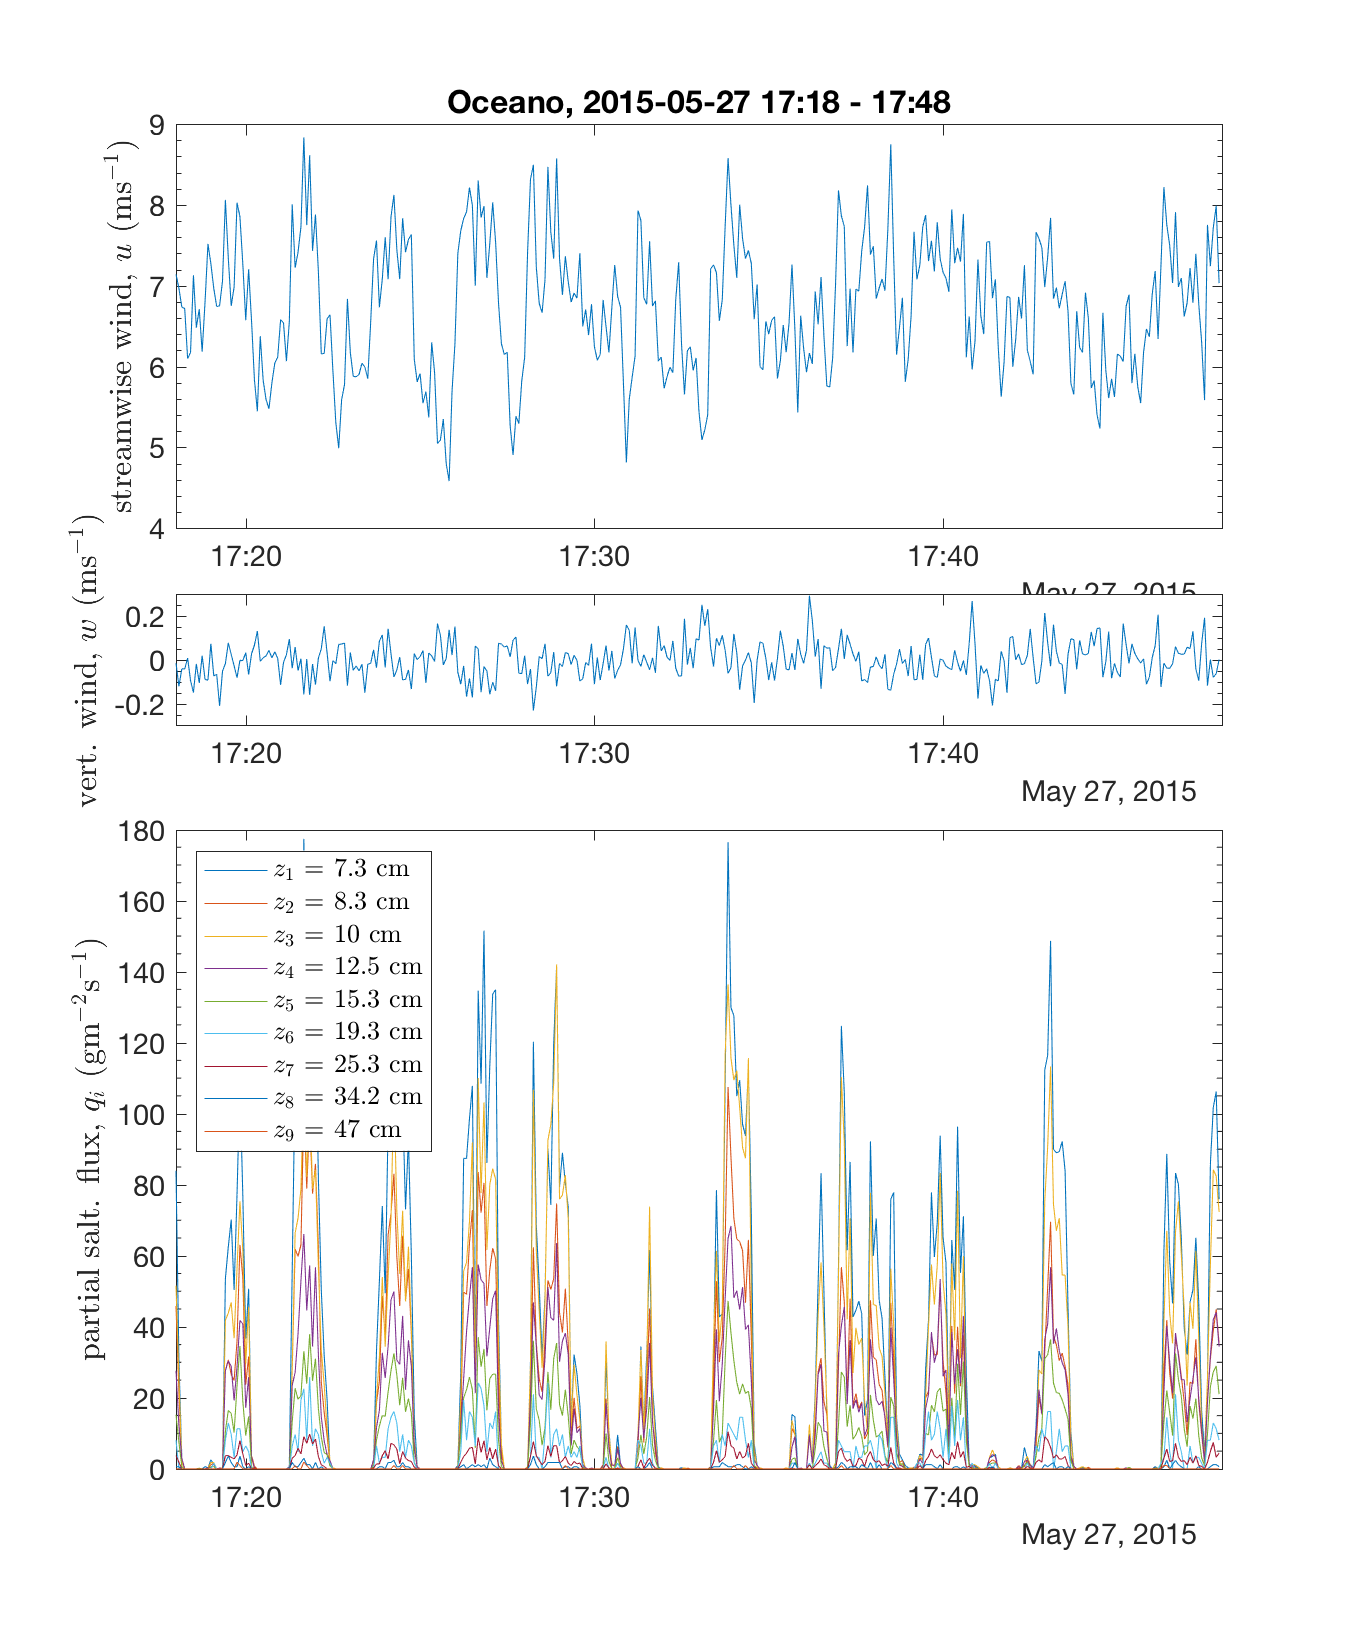 Oceano, 2015-05-27 17:18 - 17:48
streamwise wind, u (ms⁻¹)
9
8
7
6
5
4
17:20 17:30 17:40
May 27, 2015
vert. wind, w (ms⁻¹)
0.2
0
-0.2
17:20 17:30 17:40
May 27, 2015
partial salt. flux, qᵢ (gm⁻²s⁻¹)
180
160
140
120
100
80
60
40
20
0
z₁ = 7.3 cm
z₂ = 8.3 cm
z₃ = 10 cm
z₄ = 12.5 cm
z₅ = 15.3 cm
z₆ = 19.3 cm
z₇ = 25.3 cm
z₈ = 34.2 cm
z₉ = 47 cm
17:20 17:30 17:40
May 27, 2015